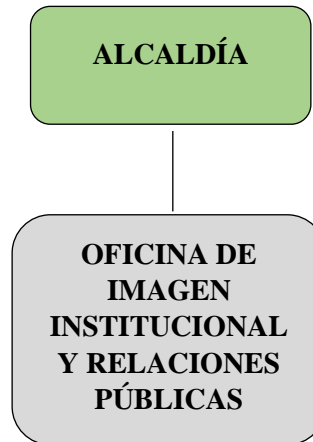 ALCALDÍA
OFICINA DE
IMAGEN
INSTITUCIONAL
Y RELACIONES
PÚBLICAS